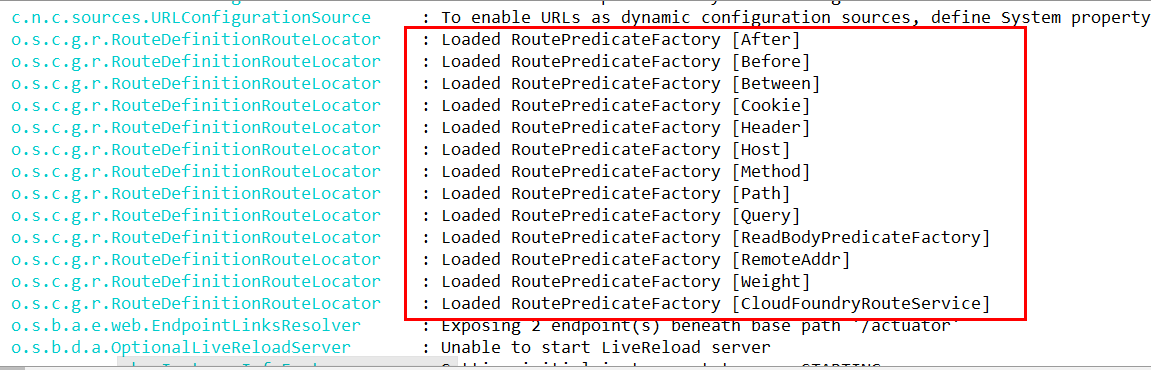 c.n.c.sources.URLConfigurationSource : To enable URLs as dynamic configuration sources, define System property
o.s.c.g.r.RouteDefinitionRouteLocator : Loaded RoutePredicateFactory [After]
o.s.c.g.r.RouteDefinitionRouteLocator : Loaded RoutePredicateFactory [Before]
o.s.c.g.r.RouteDefinitionRouteLocator : Loaded RoutePredicateFactory [Between]
o.s.c.g.r.RouteDefinitionRouteLocator : Loaded RoutePredicateFactory [Cookie]
o.s.c.g.r.RouteDefinitionRouteLocator : Loaded RoutePredicateFactory [Header]
o.s.c.g.r.RouteDefinitionRouteLocator : Loaded RoutePredicateFactory [Host]
o.s.c.g.r.RouteDefinitionRouteLocator : Loaded RoutePredicateFactory [Method]
o.s.c.g.r.RouteDefinitionRouteLocator : Loaded RoutePredicateFactory [Path]
o.s.c.g.r.RouteDefinitionRouteLocator : Loaded RoutePredicateFactory [Query]
o.s.c.g.r.RouteDefinitionRouteLocator : Loaded RoutePredicateFactory [ReadBodyPredicateFactory]
o.s.c.g.r.RouteDefinitionRouteLocator : Loaded RoutePredicateFactory [RemoteAddr]
o.s.c.g.r.RouteDefinitionRouteLocator : Loaded RoutePredicateFactory [Weight]
o.s.c.g.r.RouteDefinitionRouteLocator : Loaded RoutePredicateFactory [CloudFoundryRouteService]
o.s.b.a.e.web.EndpointLinksResolver : Exposing 2 endpoint(s) beneath base path '/actuator'
o.s.b.d.a.OptionalLiveReloadServer : Unable to start LiveReload server